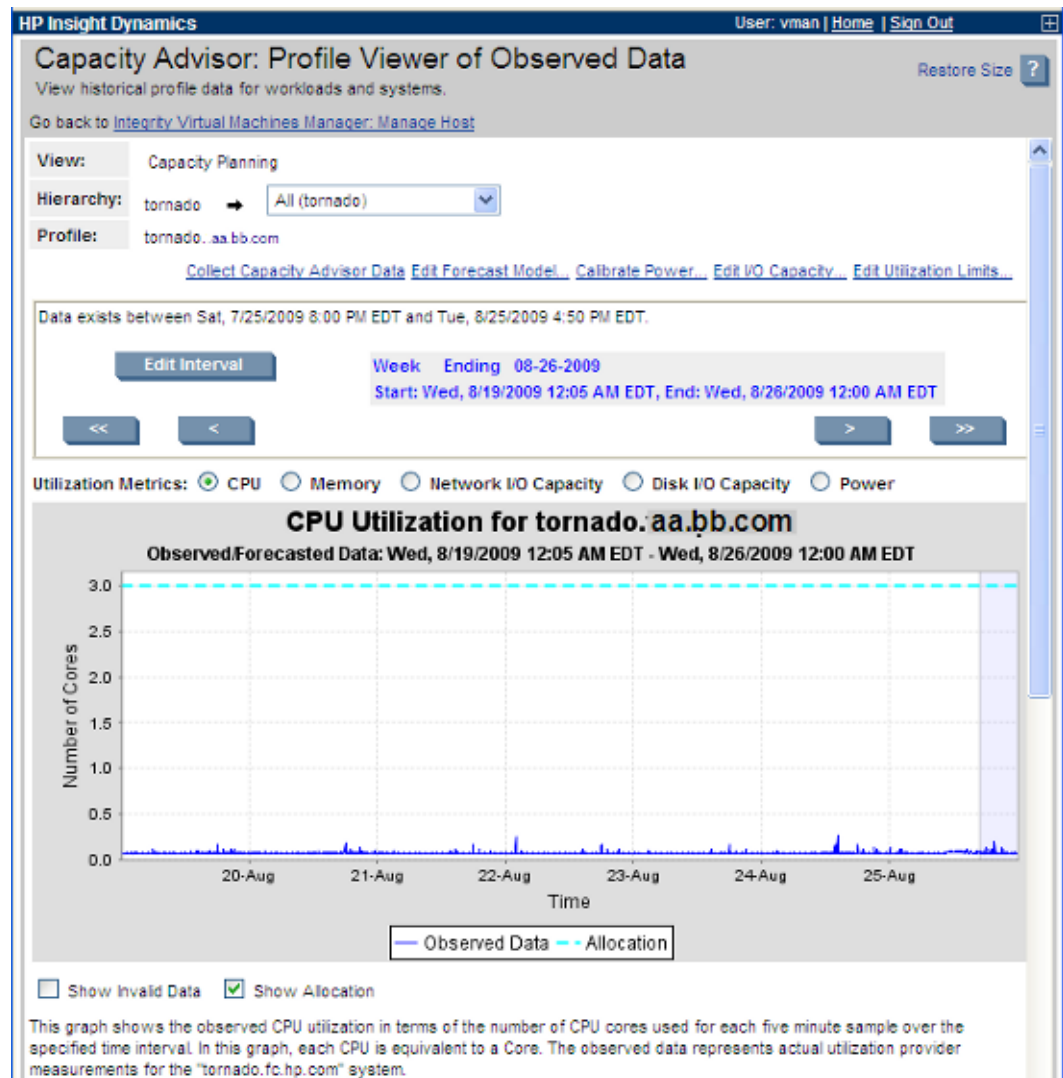 HP Insight Dynamics User: vman | Home | Sign Out
Capacity Advisor: Profile Viewer of Observed Data
Restore Size ?
View historical profile data for workloads and systems.
Go back to Integrity Virtual Machines Manager: Manage Host
View: Capacity Planning
Hierarchy: tornado All (tornado)
Profile: tornado..aa.bb.com
Collect Capacity Advisor Data Edit Forecast Model... Calibrate Power... Edit I/O Capacity... Edit Utilization Limits...
Data exists between Sat, 7/25/2009 8:00 PM EDT and Tue, 8/25/2009 4:50 PM EDT.
Edit Interval
Week Ending 08-26-2009
Start: Wed, 8/19/2009 12:05 AM EDT, End: Wed, 8/26/2009 12:00 AM EDT
<< < > >>
Utilization Metrics: CPU Memory Network I/O Capacity Disk I/O Capacity Power
CPU Utilization for tornado.aa.bb.com
Observed/Forecasted Data: Wed, 8/19/2009 12:05 AM EDT - Wed, 8/26/2009 12:00 AM EDT
Number of Cores
3.0
2.5
2.0
1.5
1.0
0.5
0.0
20-Aug 21-Aug 22-Aug 23-Aug 24-Aug 25-Aug
Time
Observed Data Allocation
Show Invalid Data Show Allocation
This graph shows the observed CPU utilization in terms of the number of CPU cores used for each five minute sample over the
specified time interval. In this graph, each CPU is equivalent to a Core. The observed data represents actual utilization provider
measurements for the "tornado.fc.hp.com" system.